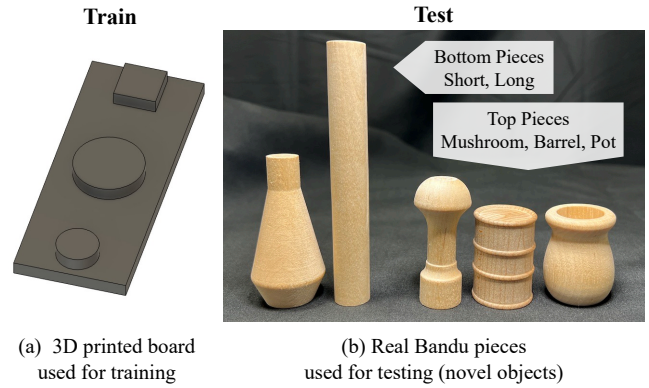 Train
Test
Bottom Pieces
Short, Long
Top Pieces
Mushroom, Barrel, Pot
(a) 3D printed board
used for training
(b) Real Bandu pieces
used for testing (novel objects)